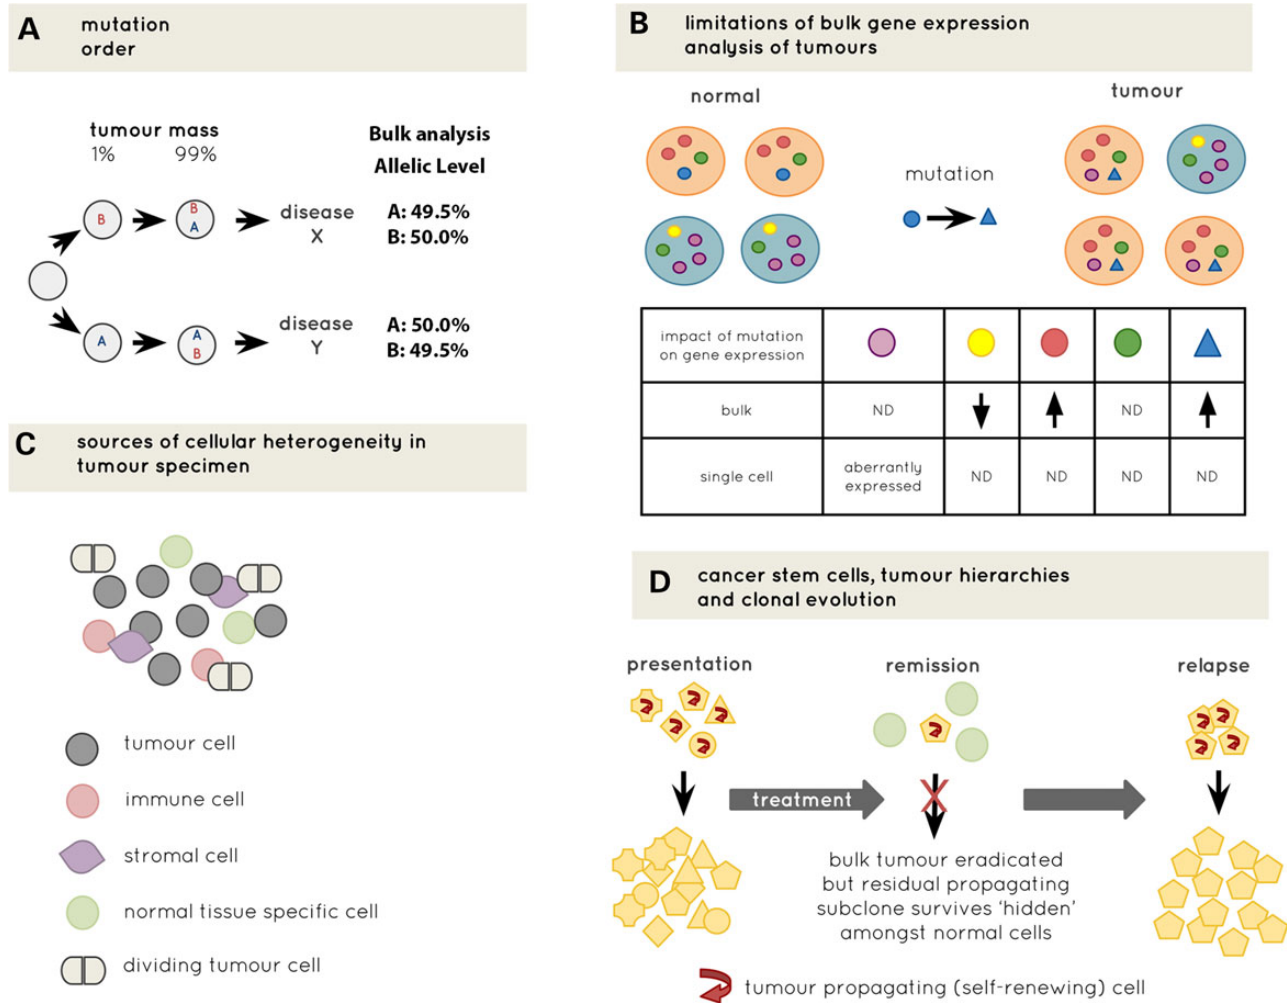 A
mutation
order
tumour mass
1% 99%
Bulk analysis
Allelic Level
B
B
A
disease
X
A: 49.5%
B: 50.0%
A
A
B
disease
Y
A: 50.0%
B: 49.5%
B
limitations of bulk gene expression
analysis of tumours
normal
tumour
mutation
impact of mutation
on gene expression
bulk ND ND
single cell aberrantly
expressed ND ND ND ND
C
sources of cellular heterogeneity in
tumour specimen
tumour cell
immune cell
stromal cell
normal tissue specific cell
dividing tumour cell
D
cancer stem cells, tumour hierarchies
and clonal evolution
presentation remission relapse
treatment
bulk tumour eradicated
but residual propagating
subclone survives 'hidden'
amongst normal cells
tumour propagating (self-renewing) cell